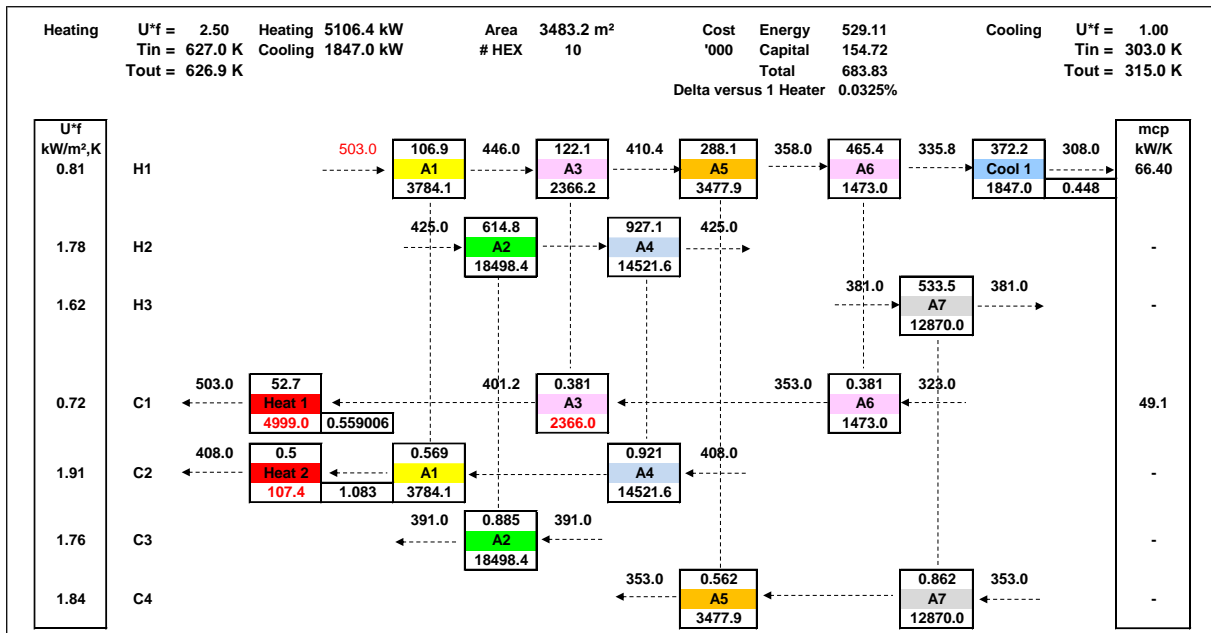 Heating U*f = 2.50 Heating 5106.4 kW Area 3483.2 m² Cost Energy 529.11 Cooling U*f = 1.00
Tin = 627.0 K Cooling 1847.0 kW # HEX 10 '000 Capital 154.72 Tin = 303.0 K
Tout = 626.9 K Total 683.83 Tout = 315.0 K
Delta versus 1 Heater 0.0325%
U*f mcp
kW/m²,K kW/K
503.0 106.9 446.0 122.1 410.4 288.1 358.0 465.4 335.8 372.2 308.0
0.81 H1 A1 A3 A5 A6 Cool 1 66.40
3784.1 2366.2 3477.9 1473.0 1847.0 0.448
425.0 614.8 927.1 425.0
1.78 H2 A2 A4 -
18498.4 14521.6
381.0 533.5 381.0
1.62 H3 A7 -
12870.0
503.0 52.7 401.2 0.381 353.0 0.381 323.0
0.72 C1 Heat 1 A3 A6 49.1
4999.0 0.559006 2366.0 1473.0
408.0 0.5 0.569 0.921 408.0
1.91 C2 Heat 2 A1 A4 -
107.4 1.083 3784.1 14521.6
391.0 0.885 391.0
1.76 C3 A2 -
18498.4
353.0 0.562 0.862 353.0
1.84 C4 A5 A7 -
3477.9 12870.0